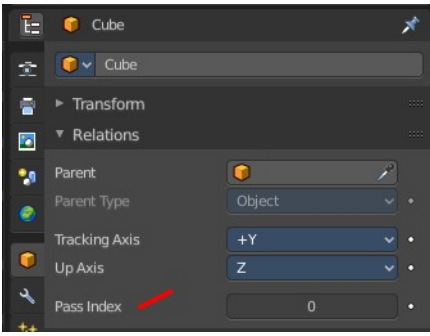 Cube
Cube
Transform
Relations
Parent
Parent Type Object
Tracking Axis +Y
Up Axis Z
Pass Index 0